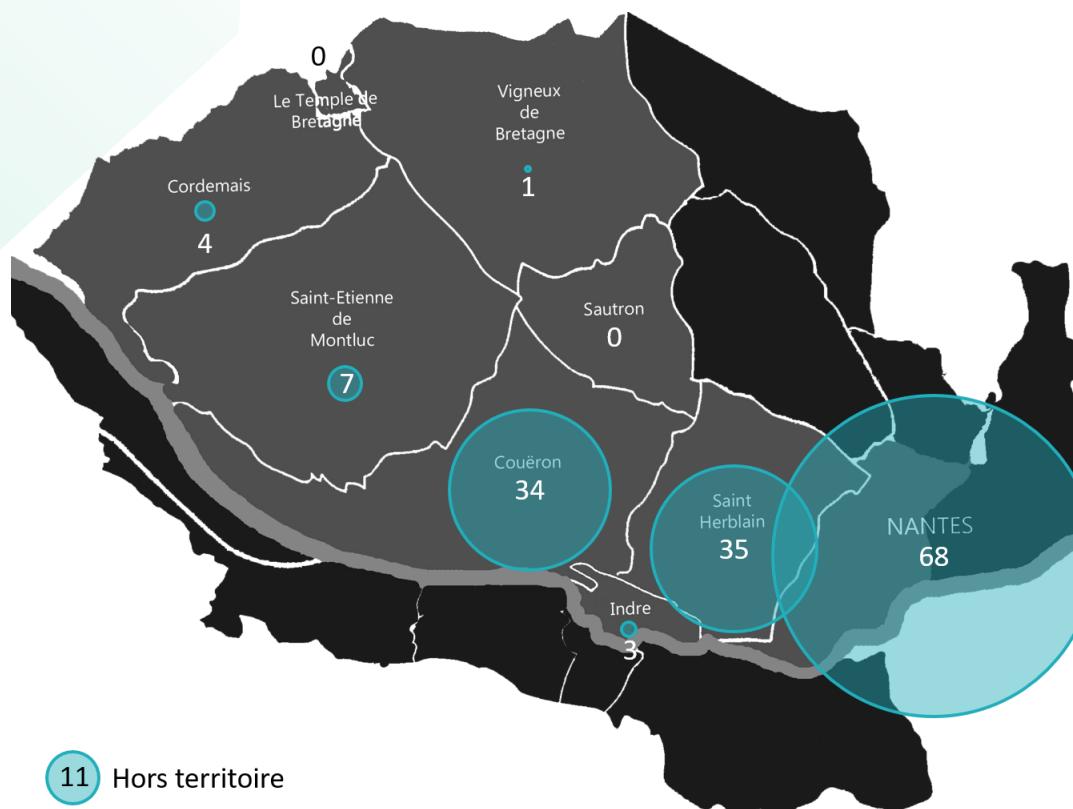 0
Le Temple de
Bretagne
Vigneux
de
Bretagne
1
Cordemais
4
Saint-Etienne
de
Montluc
7
Sautron
0
Couëron
34
Saint
Herblain
35
NANTES
68
Indre
3
11 Hors territoire